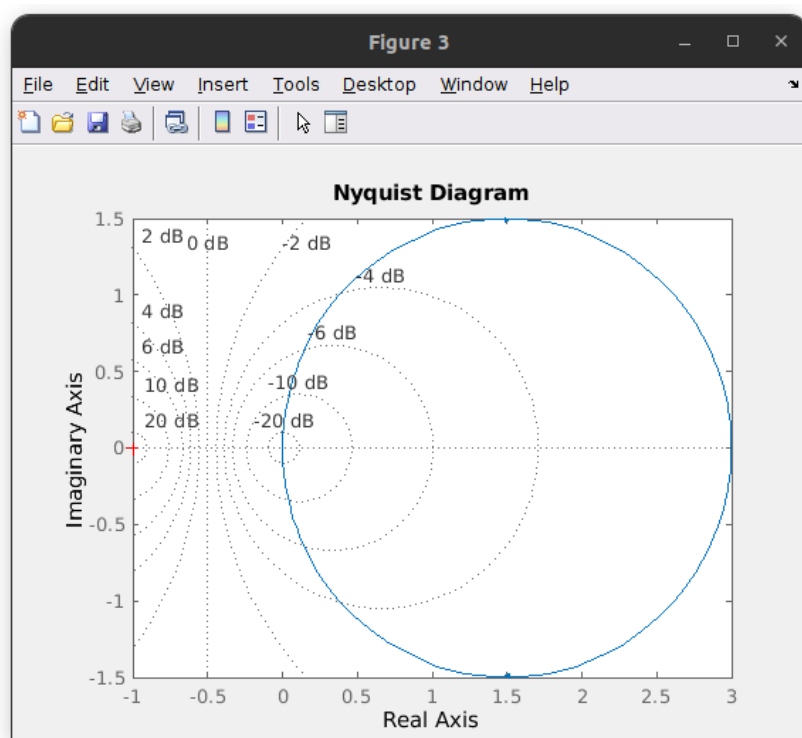 Figure 3
File Edit View Insert Tools Desktop Window Help
Nyquist Diagram
1.5
2 dB 0 dB -2 dB
-4 dB
1
4 dB
-6 dB
6 dB
0.5
10 dB -10 dB
20 dB -20 dB
0
-0.5
-1
-1.5
Imaginary Axis
-1 -0.5 0 0.5 1 1.5 2 2.5 3
Real Axis